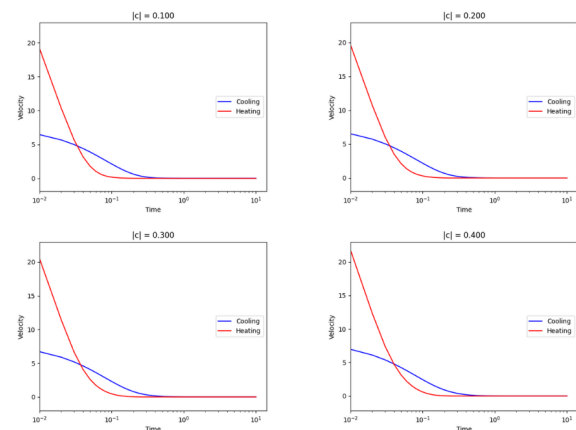 |c| = 0.100
20
15
10
5
0
Velocity
Cooling
Heating
10⁻²
10⁻¹
10⁰
10¹
Time
|c| = 0.200
20
15
10
5
0
Velocity
Cooling
Heating
10⁻²
10⁻¹
10⁰
10¹
Time
|c| = 0.300
20
15
10
5
0
Velocity
Cooling
Heating
10⁻²
10⁻¹
10⁰
10¹
Time
|c| = 0.400
20
15
10
5
0
Velocity
Cooling
Heating
10⁻²
10⁻¹
10⁰
10¹
Time